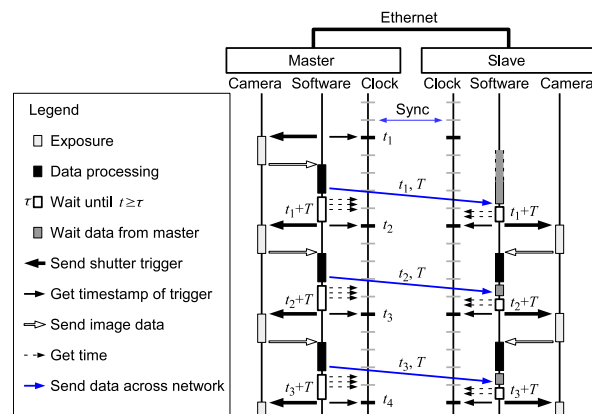 Ethernet
Master
Slave
Camera Software Clock
Clock Software Camera
Sync
Legend
Exposure
Data processing
τ Wait until t≥τ
Wait data from master
Send shutter trigger
Get timestamp of trigger
Send image data
Get time
Send data across network
t1
t1, T
t1+T
t1+T
t2
t2, T
t2+T
t2+T
t3
t3, T
t3+T
t3+T
t4